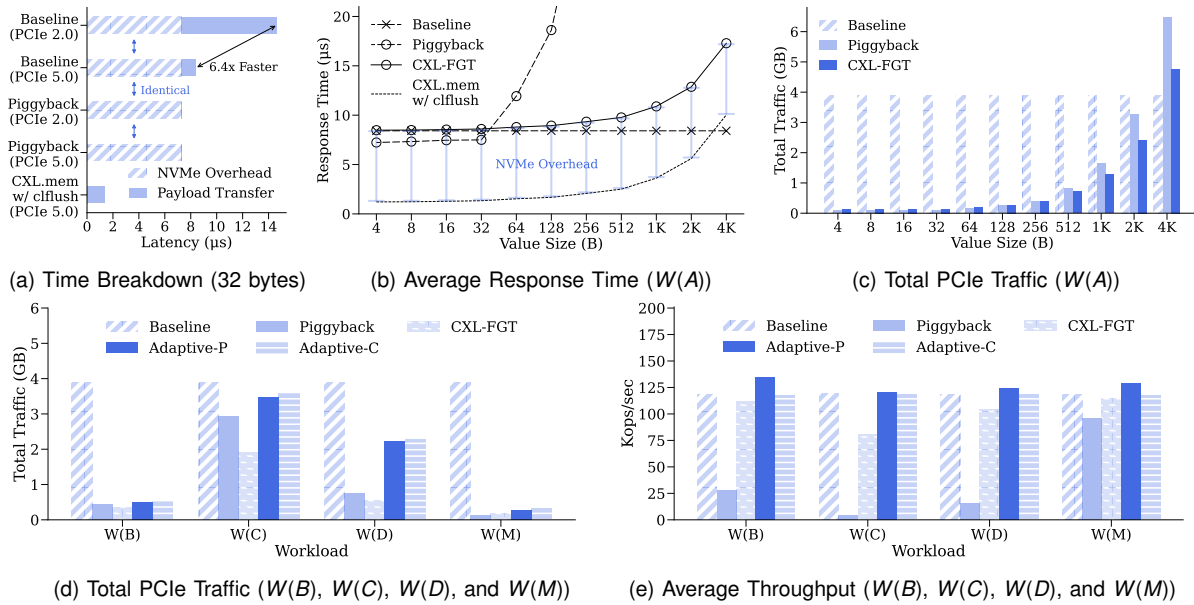 Baseline
(PCIe 2.0)
Baseline
(PCIe 5.0)
Piggyback
(PCIe 2.0)
Piggyback
(PCIe 5.0)
CXL.mem
w/ clflush
(PCIe 5.0)
6.4x Faster
Identical
NVMe Overhead
Payload Transfer
0 2 4 6 8 10 12 14
Latency (μs)
(a) Time Breakdown (32 bytes)
Response Time (μs)
20
15
10
5
0
Baseline
Piggyback
CXL-FGT
CXL.mem
w/ clflush
NVMe Overhead
4 8 16 32 64 128 256 512 1K 2K 4K
Value Size (B)
(b) Average Response Time (W(A))
Total Traffic (GB)
6
4
2
0
Baseline
Piggyback
CXL-FGT
4 8 16 32 64 128 256 512 1K 2K 4K
Value Size (B)
(c) Total PCIe Traffic (W(A))
Total Traffic (GB)
6
5
4
3
2
1
0
Baseline Piggyback CXL-FGT
Adaptive-P Adaptive-C
W(B) W(C) W(D) W(M)
Workload
(d) Total PCIe Traffic (W(B), W(C), W(D), and W(M))
Kops/sec
200
175
150
125
100
75
50
25
0
Baseline Piggyback CXL-FGT
Adaptive-P Adaptive-C
W(B) W(C) W(D) W(M)
Workload
(e) Average Throughput (W(B), W(C), W(D), and W(M))